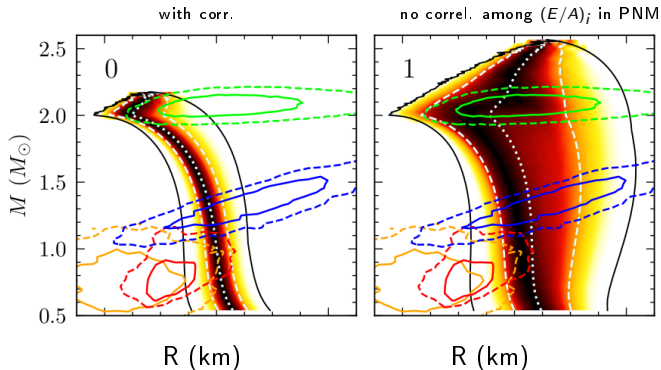 with corr.
no correl. among (E/A)i in PNM
0
1
2.5
2.0
1.5
1.0
0.5
M (M⊙)
R (km)
R (km)